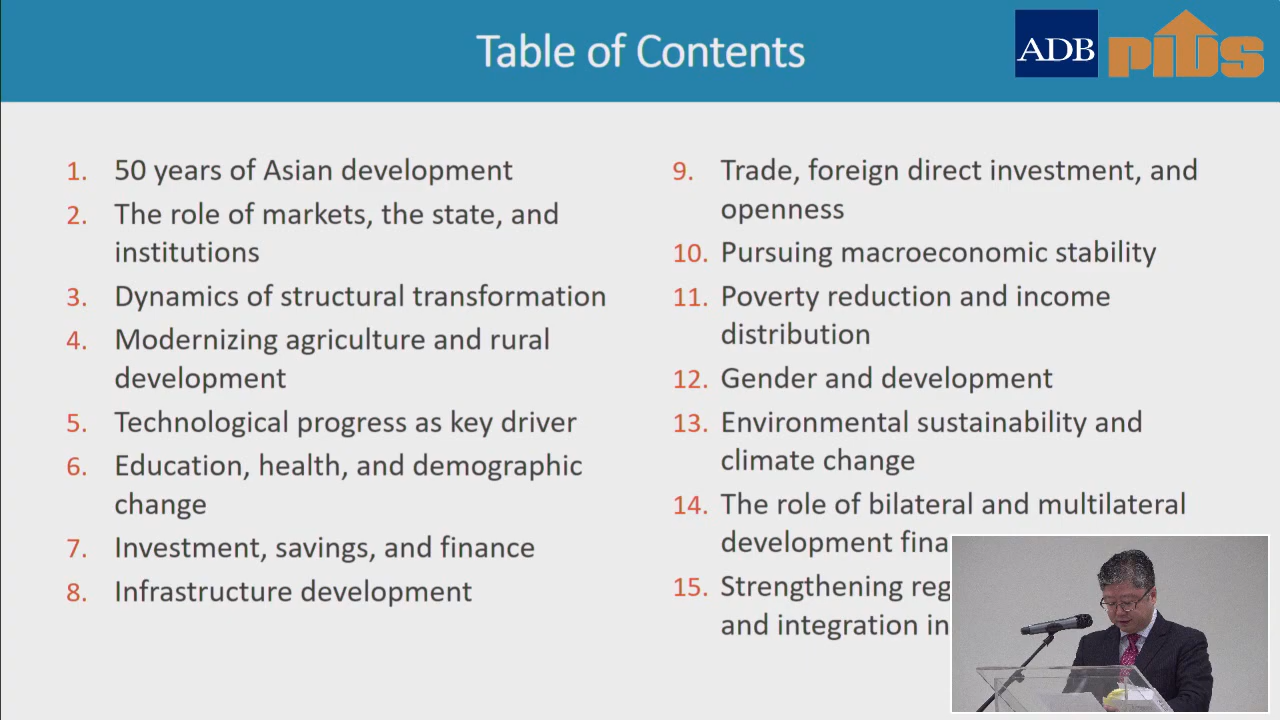 Table of Contents
ADB
PIDS
1. 50 years of Asian development
2. The role of markets, the state, and
institutions
3. Dynamics of structural transformation
4. Modernizing agriculture and rural
development
5. Technological progress as key driver
6. Education, health, and demographic
change
7. Investment, savings, and finance
8. Infrastructure development
9. Trade, foreign direct investment, and
openness
10. Pursuing macroeconomic stability
11. Poverty reduction and income
distribution
12. Gender and development
13. Environmental sustainability and
climate change
14. The role of bilateral and multilateral
development
15. Strengthening
and integration in